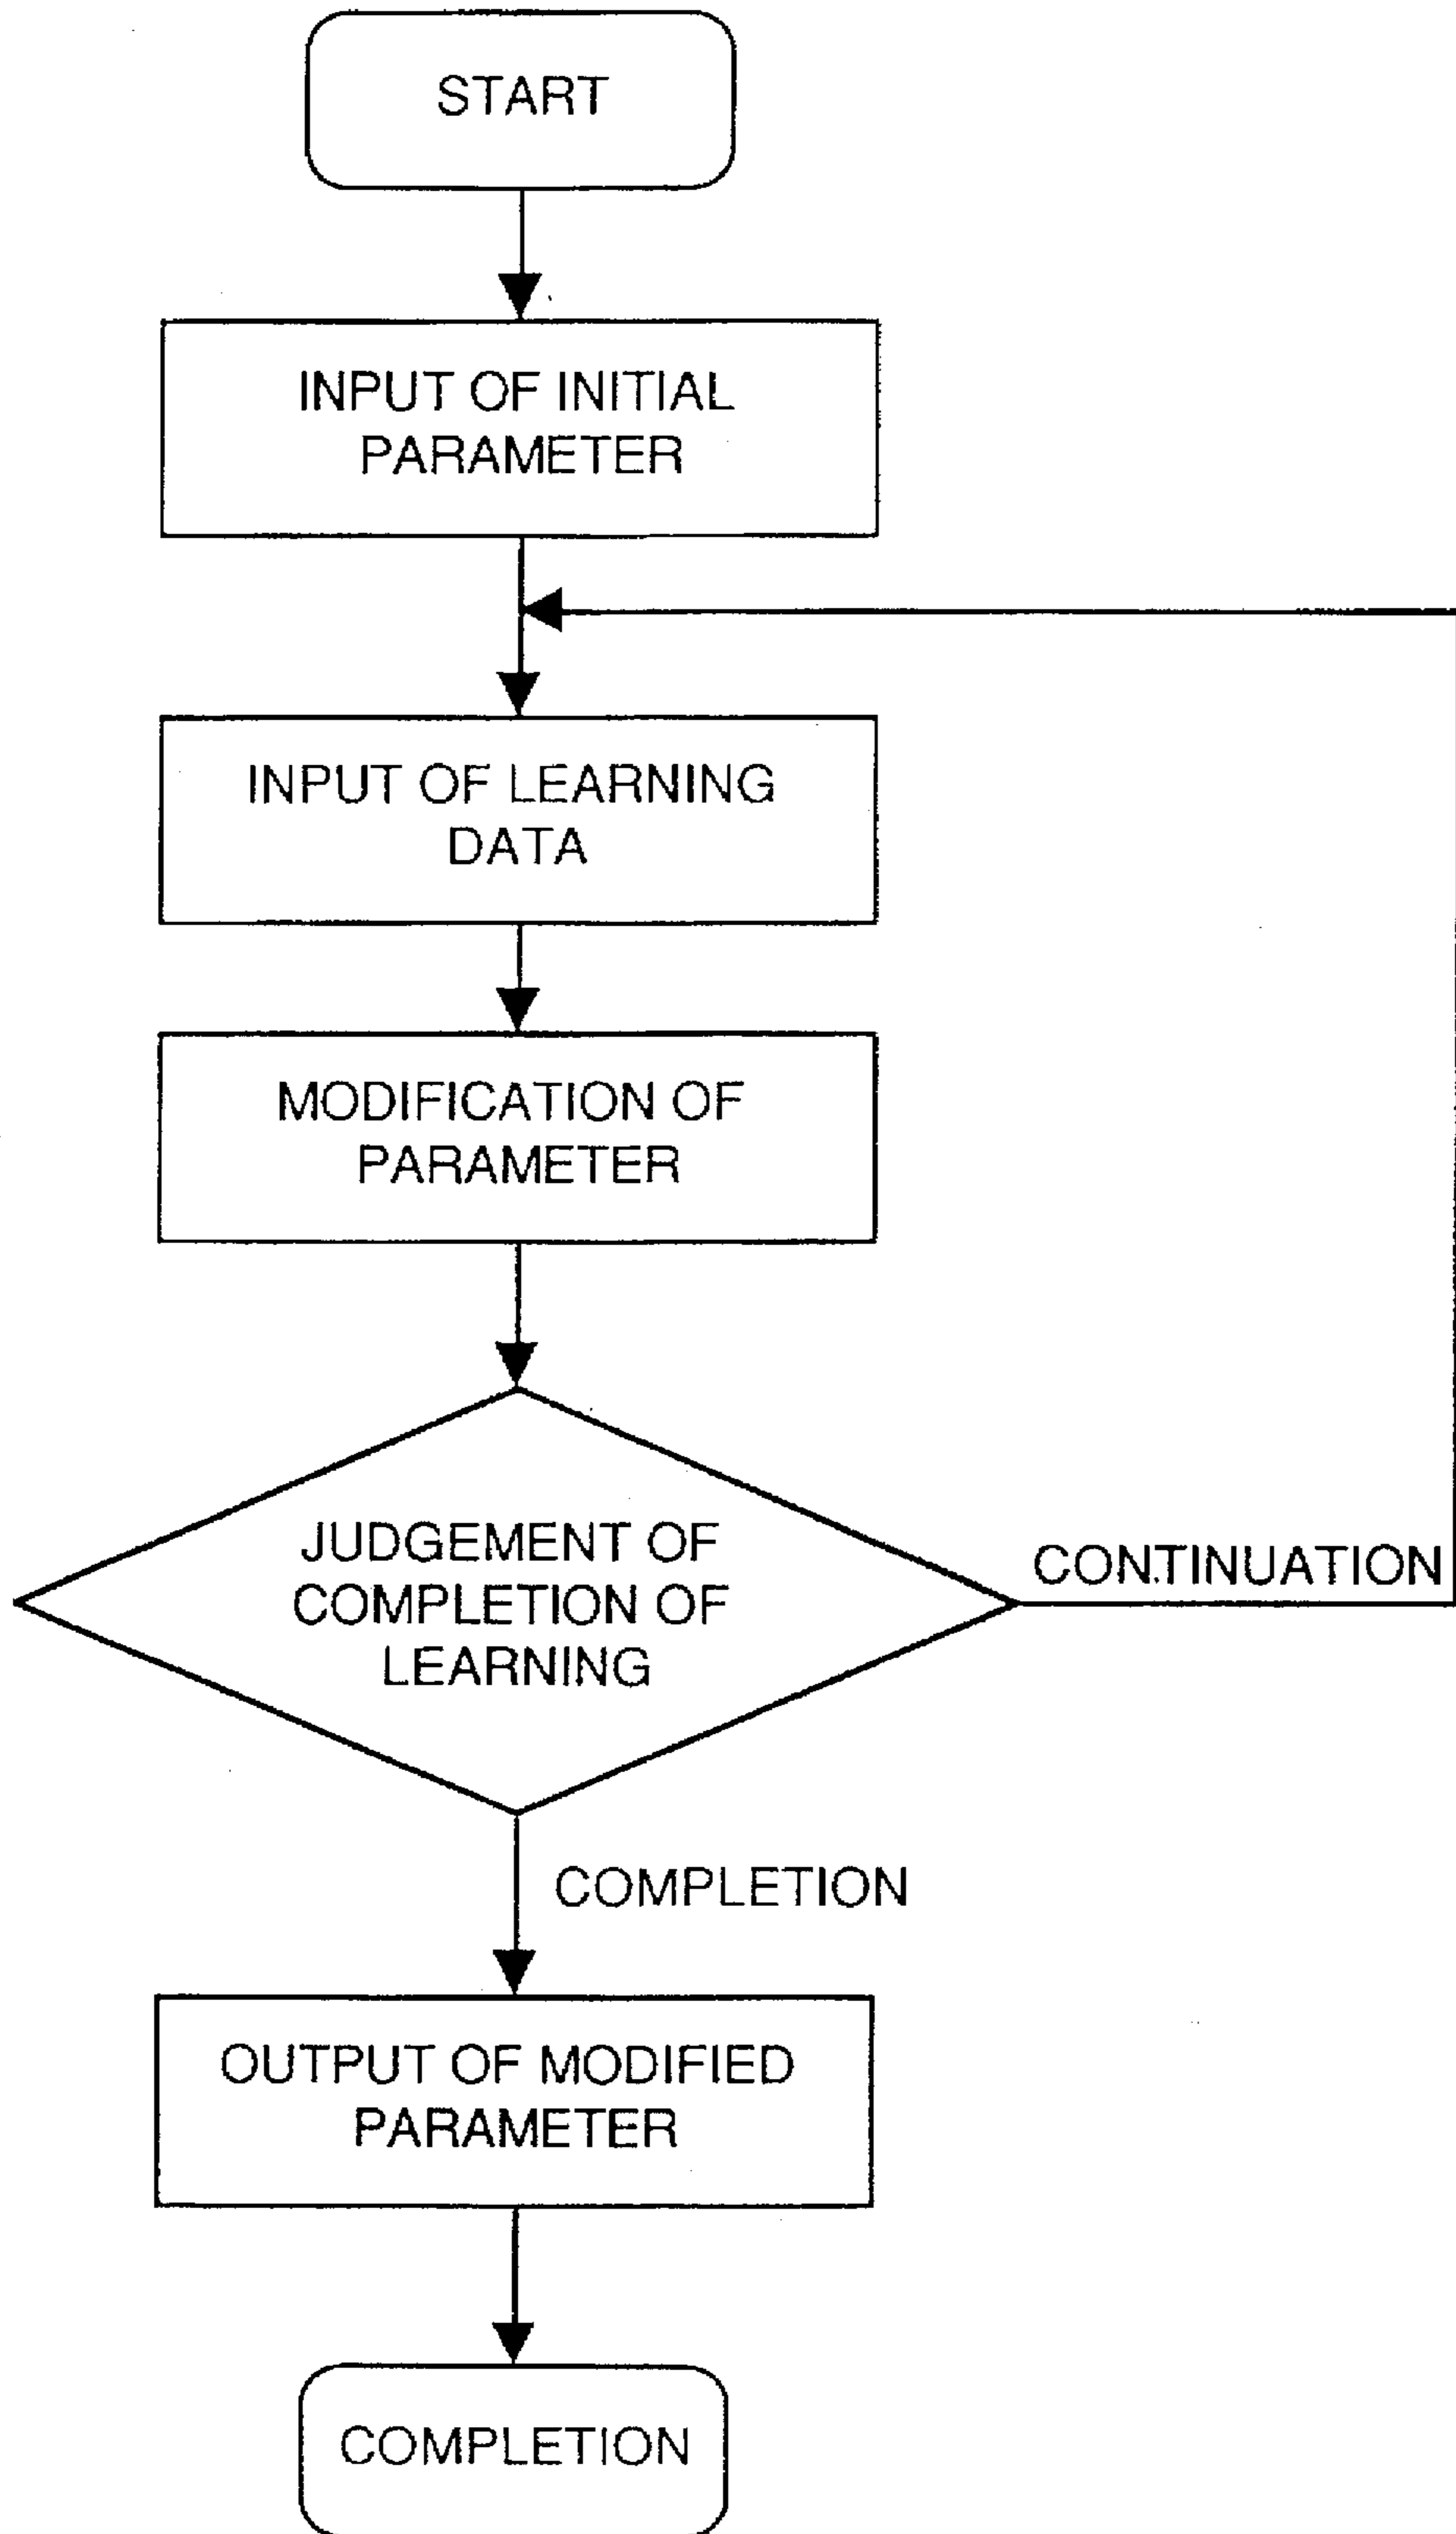 START
INPUT OF INITIAL
PARAMETER
INPUT OF LEARNING
DATA
MODIFICATION OF
PARAMETER
JUDGEMENT OF
COMPLETION OF
LEARNING
CONTINUATION
COMPLETION
OUTPUT OF MODIFIED
PARAMETER
COMPLETION